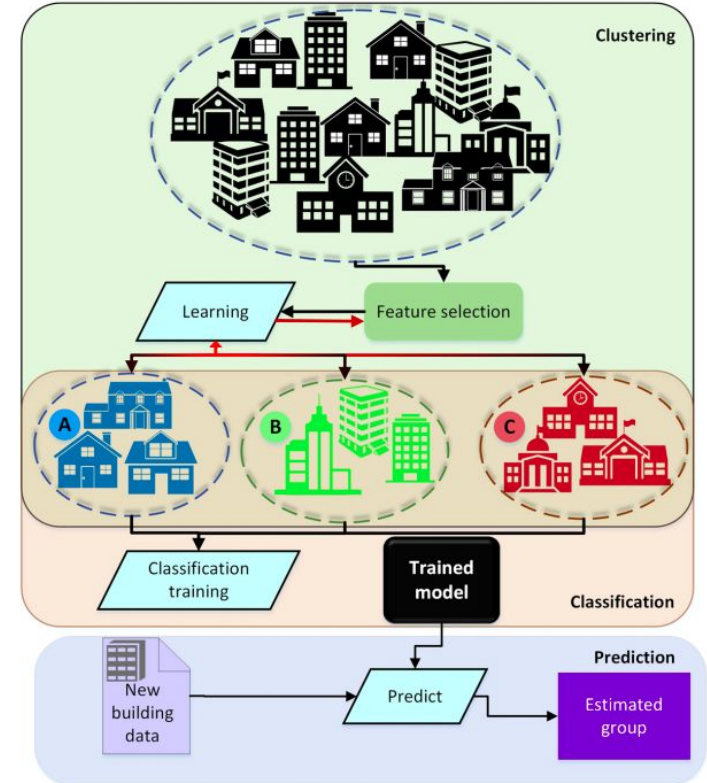 Clustering
Learning
Feature selection
A
B
C
Classification
training
Trained
model
Classification
Prediction
New
building
data
Predict
Estimated
group